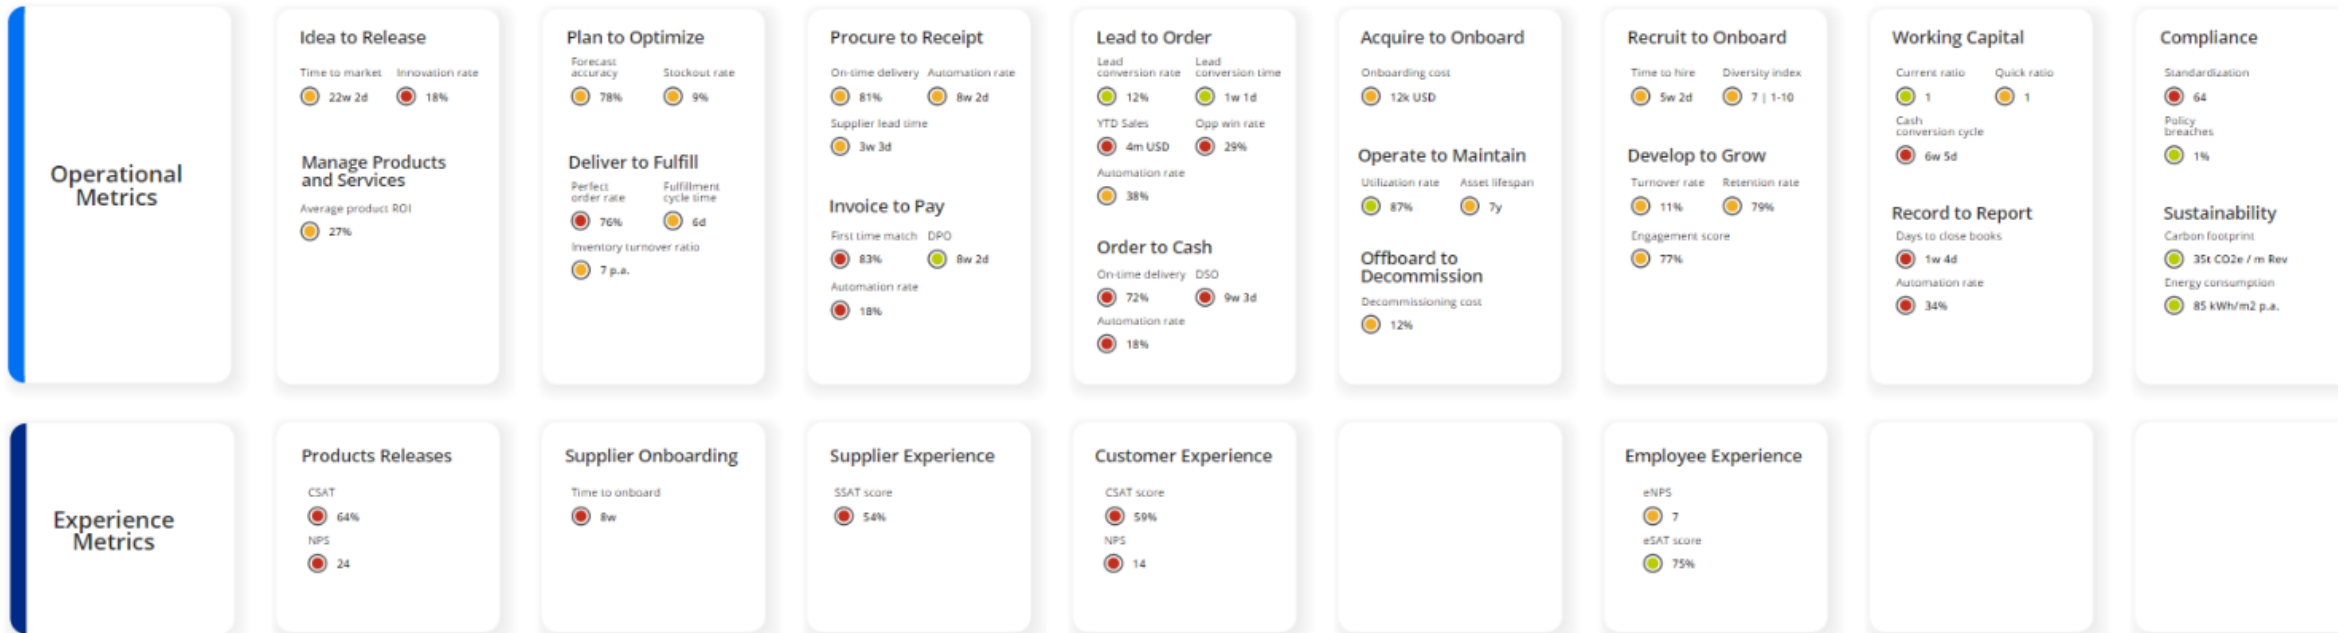 Operational
Metrics
Idea to Release
Time to market Innovation rate
22w 2d 18%
Manage Products
and Services
Average product ROI
27%
Plan to Optimize
Forecast
accuracy Stockout rate
78% 9%
Deliver to Fulfill
Perfect Fulfillment
order rate cycle time
76% 6d
Inventory turnover ratio
7 p.a.
Procure to Receipt
On-time delivery Automation rate
81% 8w 2d
Supplier lead time
3w 3d
Invoice to Pay
First time match DPO
83% 8w 2d
Automation rate
18%
Lead to Order
Lead Lead
conversion rate conversion time
12% 1w 1d
YTD Sales Opp win rate
4m USD 29%
Automation rate
38%
Order to Cash
On-time delivery DSO
72% 9w 3d
Automation rate
18%
Acquire to Onboard
Onboarding cost
12k USD
Operate to Maintain
Utilization rate Asset lifespan
87% 7y
Offboard to
Decommission
Decommissioning cost
12%
Recruit to Onboard
Time to hire Diversity index
5w 2d 7 | 1-10
Develop to Grow
Turnover rate Retention rate
11% 79%
Engagement score
77%
Working Capital
Current ratio Quick ratio
1 1
Cash
conversion cycle
6w 5d
Record to Report
Days to close books
1w 4d
Automation rate
34%
Compliance
Standardization
64
Policy
breaches
1%
Sustainability
Carbon footprint
35t CO2e / m Rev
Energy consumption
85 kWh/m2 p.a.
Experience
Metrics
Products Releases
CSAT
64%
NPS
24
Supplier Onboarding
Time to onboard
8w
Supplier Experience
SSAT score
54%
Customer Experience
CSAT score
59%
NPS
14
Employee Experience
eNPS
7
eSAT score
75%